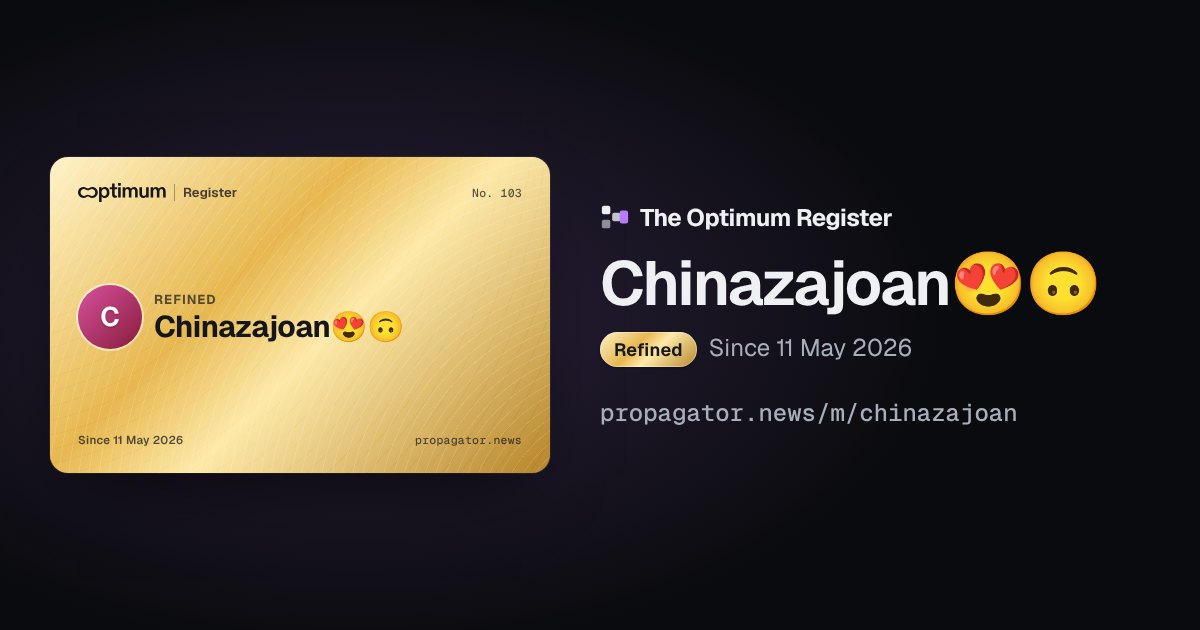 optimum | Register
No. 103
C
REFINED
Chinazajoan😍🙃
Since 11 May 2026
propagator.news
The Optimum Register
Chinazajoan😍🙃
Refined
Since 11 May 2026
propagator.news/m/chinazajoan